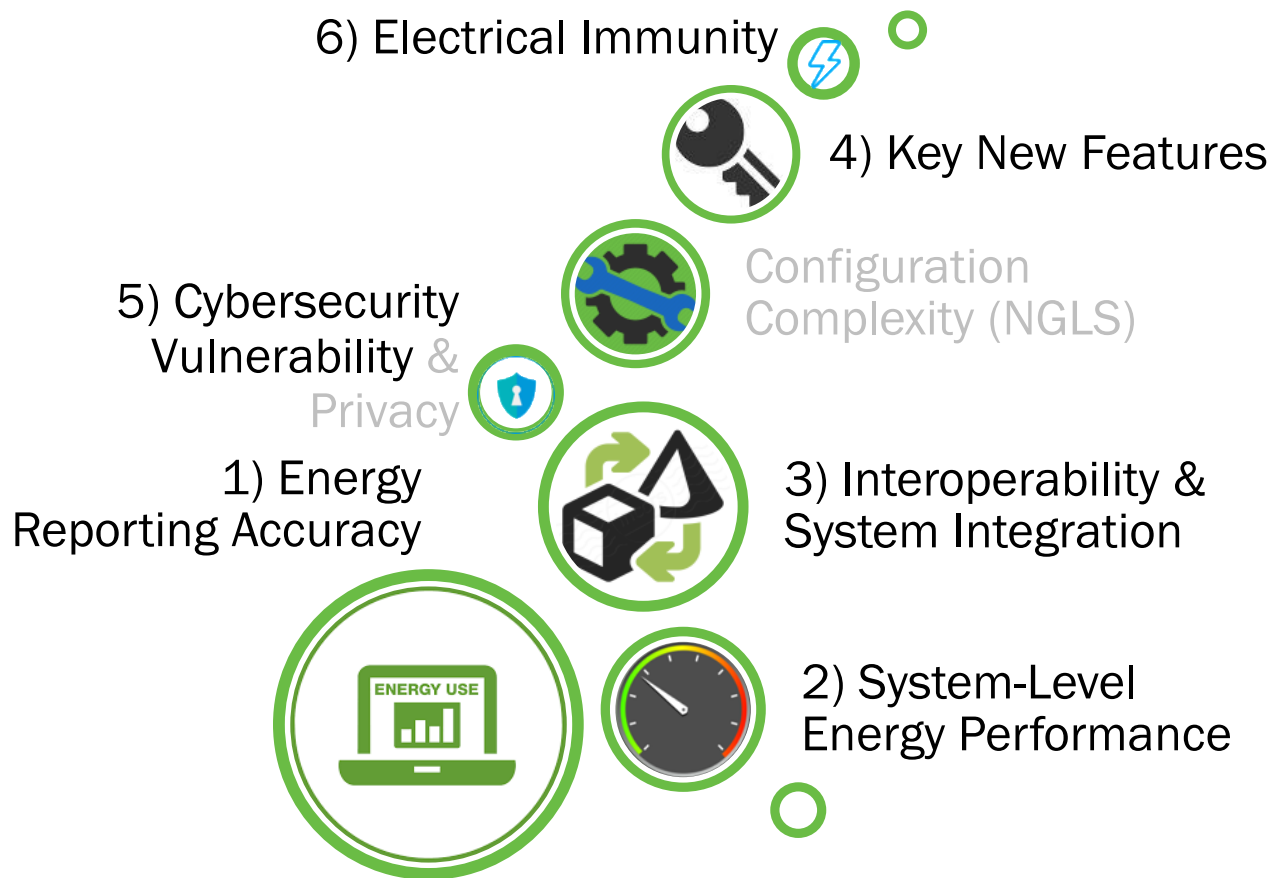 6) Electrical Immunity
4) Key New Features
Configuration
Complexity (NGLS)
5) Cybersecurity
Vulnerability &
Privacy
1) Energy
Reporting Accuracy
3) Interoperability &
System Integration
ENERGY USE
2) System-Level
Energy Performance